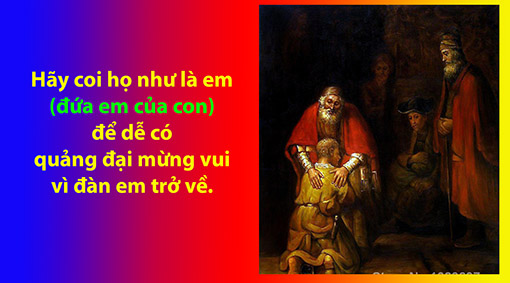 Hãy coi họ như là em
(đứa em của con)
để dễ có
quảng đại mừng vui
vì đàn em trở về.